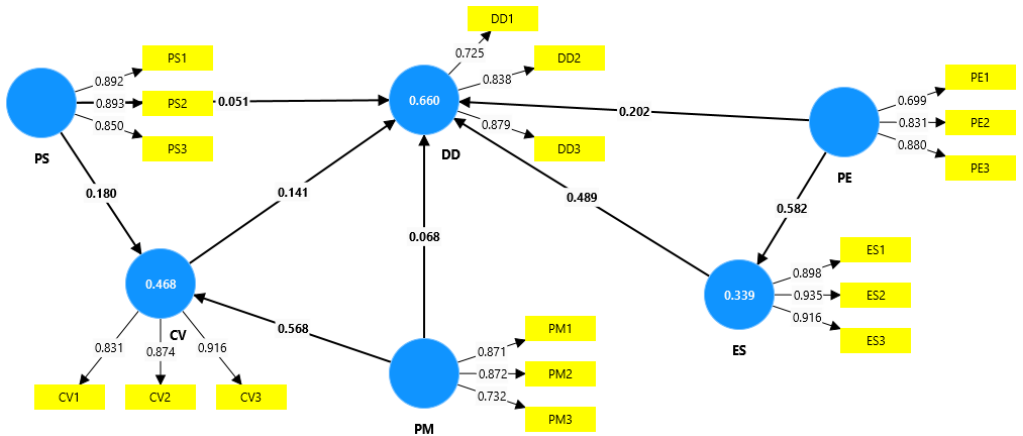 DD1
0.725
PS1
DD2
PE1
0.892
0.838
0.699
PS2
0.893
0.051
0.660
0.202
0.831
PE2
0.850
0.879
0.880
PS3
DD3
PE3
PS
DD
PE
0.180
0.141
0.489
0.582
0.068
ES1
0.898
0.468
0.339
0.935
ES2
0.916
ES3
CV
0.568
ES
0.831
0.874
0.916
PM1
0.871
0.872
PM2
0.732
PM3
CV1
CV2
CV3
PM